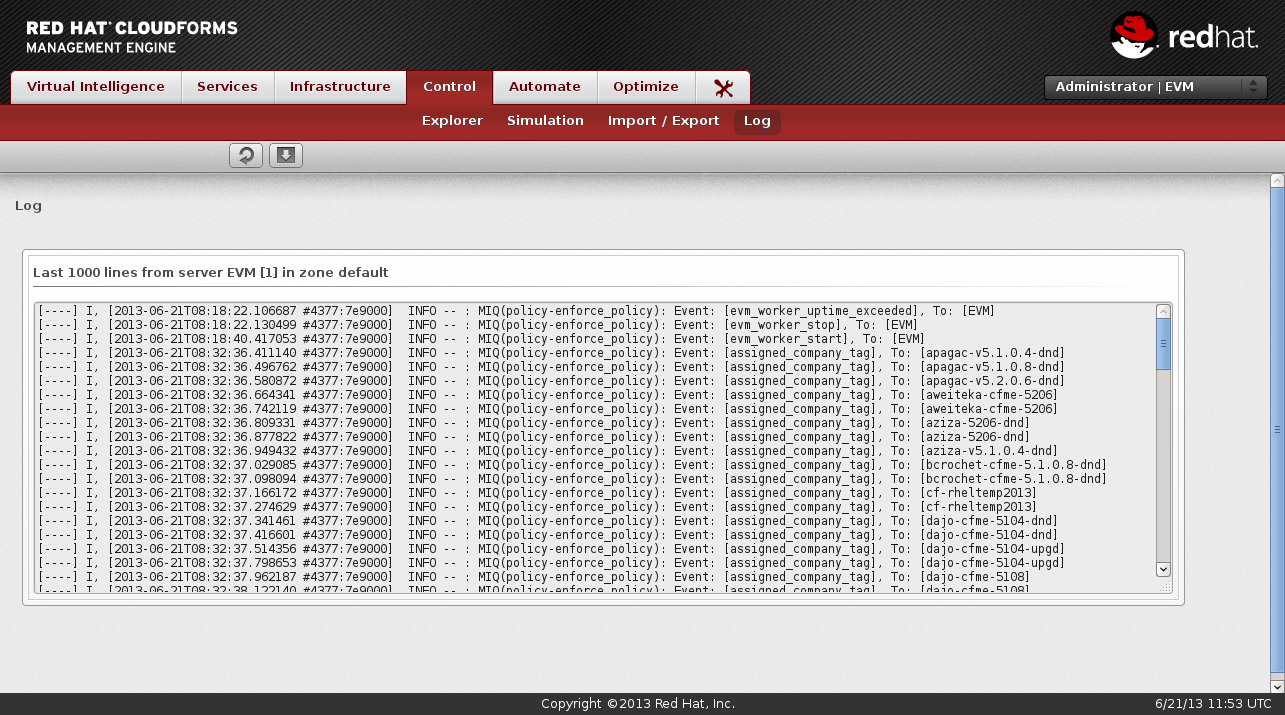 RED HAT CLOUDFORMS
MANAGEMENT ENGINE
redhat.
Virtual Intelligence Services Infrastructure Control Automate Optimize
Administrator | EVM
Explorer Simulation Import / Export Log
Log
Last 1000 lines from server EVM [1] in zone default
[----] I, [2013-06-21T08:18:22.106687 #4377:7e9000]  INFO -- : MIQ(policy-enforce_policy): Event: [evm_worker_uptime_exceeded], To: [EVM]
[----] I, [2013-06-21T08:18:22.130499 #4377:7e9000]  INFO -- : MIQ(policy-enforce_policy): Event: [evm_worker_stop], To: [EVM]
[----] I, [2013-06-21T08:18:40.417053 #4377:7e9000]  INFO -- : MIQ(policy-enforce_policy): Event: [evm_worker_start], To: [EVM]
[----] I, [2013-06-21T08:32:36.411140 #4377:7e9000]  INFO -- : MIQ(policy-enforce_policy): Event: [assigned_company_tag], To: [apagac-v5.1.0.4-dnd]
[----] I, [2013-06-21T08:32:36.496762 #4377:7e9000]  INFO -- : MIQ(policy-enforce_policy): Event: [assigned_company_tag], To: [apagac-v5.1.0.8-dnd]
[----] I, [2013-06-21T08:32:36.580872 #4377:7e9000]  INFO -- : MIQ(policy-enforce_policy): Event: [assigned_company_tag], To: [apagac-v5.2.0.6-dnd]
[----] I, [2013-06-21T08:32:36.664341 #4377:7e9000]  INFO -- : MIQ(policy-enforce_policy): Event: [assigned_company_tag], To: [aweiteka-cfme-5206]
[----] I, [2013-06-21T08:32:36.742119 #4377:7e9000]  INFO -- : MIQ(policy-enforce_policy): Event: [assigned_company_tag], To: [aweiteka-cfme-5206]
[----] I, [2013-06-21T08:32:36.809331 #4377:7e9000]  INFO -- : MIQ(policy-enforce_policy): Event: [assigned_company_tag], To: [aziza-5206-dnd]
[----] I, [2013-06-21T08:32:36.877822 #4377:7e9000]  INFO -- : MIQ(policy-enforce_policy): Event: [assigned_company_tag], To: [aziza-5206-dnd]
[----] I, [2013-06-21T08:32:36.949432 #4377:7e9000]  INFO -- : MIQ(policy-enforce_policy): Event: [assigned_company_tag], To: [aziza-v5.1.0.4-dnd]
[----] I, [2013-06-21T08:32:37.029085 #4377:7e9000]  INFO -- : MIQ(policy-enforce_policy): Event: [assigned_company_tag], To: [bcrochet-cfme-5.1.0.8-dnd]
[----] I, [2013-06-21T08:32:37.098094 #4377:7e9000]  INFO -- : MIQ(policy-enforce_policy): Event: [assigned_company_tag], To: [bcrochet-cfme-5.1.0.8-dnd]
[----] I, [2013-06-21T08:32:37.166172 #4377:7e9000]  INFO -- : MIQ(policy-enforce_policy): Event: [assigned_company_tag], To: [cf-rheltemp2013]
[----] I, [2013-06-21T08:32:37.274629 #4377:7e9000]  INFO -- : MIQ(policy-enforce_policy): Event: [assigned_company_tag], To: [cf-rheltemp2013]
[----] I, [2013-06-21T08:32:37.341461 #4377:7e9000]  INFO -- : MIQ(policy-enforce_policy): Event: [assigned_company_tag], To: [dajo-cfme-5104-dnd]
[----] I, [2013-06-21T08:32:37.416601 #4377:7e9000]  INFO -- : MIQ(policy-enforce_policy): Event: [assigned_company_tag], To: [dajo-cfme-5104-dnd]
[----] I, [2013-06-21T08:32:37.514356 #4377:7e9000]  INFO -- : MIQ(policy-enforce_policy): Event: [assigned_company_tag], To: [dajo-cfme-5104-upgd]
[----] I, [2013-06-21T08:32:37.798653 #4377:7e9000]  INFO -- : MIQ(policy-enforce_policy): Event: [assigned_company_tag], To: [dajo-cfme-5104-upgd]
[----] I, [2013-06-21T08:32:37.962187 #4377:7e9000]  INFO -- : MIQ(policy-enforce_policy): Event: [assigned_company_tag], To: [dajo-cfme-5108]
[----] I, [2013-06-21T08:32:38.122140 #4377:7e9000]  INFO -- : MIQ(policy-enforce_policy): Event: [assigned_company_tag], To: [dajo-cfme-5108]
Copyright ©2013 Red Hat, Inc.
6/21/13 11:53 UTC